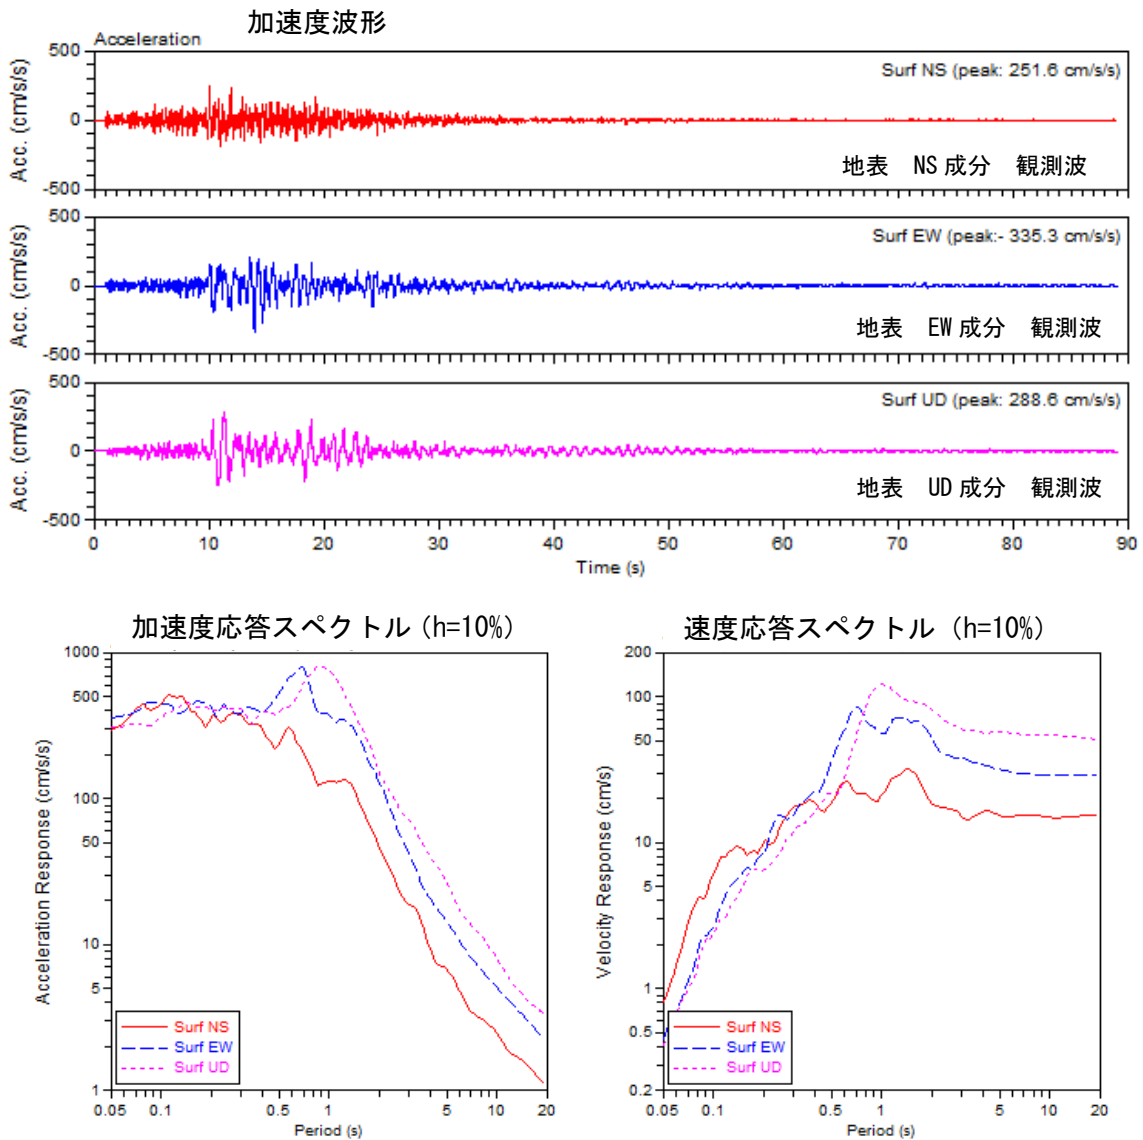 加速度波形
Acceleration
500
0
-500
Acc. (cm/s/s)
Surf NS (peak: 251.6 cm/s/s)
地表 NS成分 観測波
500
0
-500
Acc. (cm/s/s)
Surf EW (peak:- 335.3 cm/s/s)
地表 EW成分 観測波
500
0
-500
Acc. (cm/s/s)
Surf UD (peak: 288.6 cm/s/s)
地表 UD成分 観測波
0 10 20 30 40 50 60 70 80 90
Time (s)
加速度応答スペクトル (h=10%)
1000
500
100
50
10
5
1
Acceleration Response (cm/s/s)
Surf NS
Surf EW
Surf UD
0.05 0.1 0.5 1 5 10 20
Period (s)
速度応答スペクトル (h=10%)
200
100
50
10
5
1
0.5
0.2
Velocity Response (cm/s)
Surf NS
Surf EW
Surf UD
0.05 0.1 0.5 1 5 10 20
Period (s)